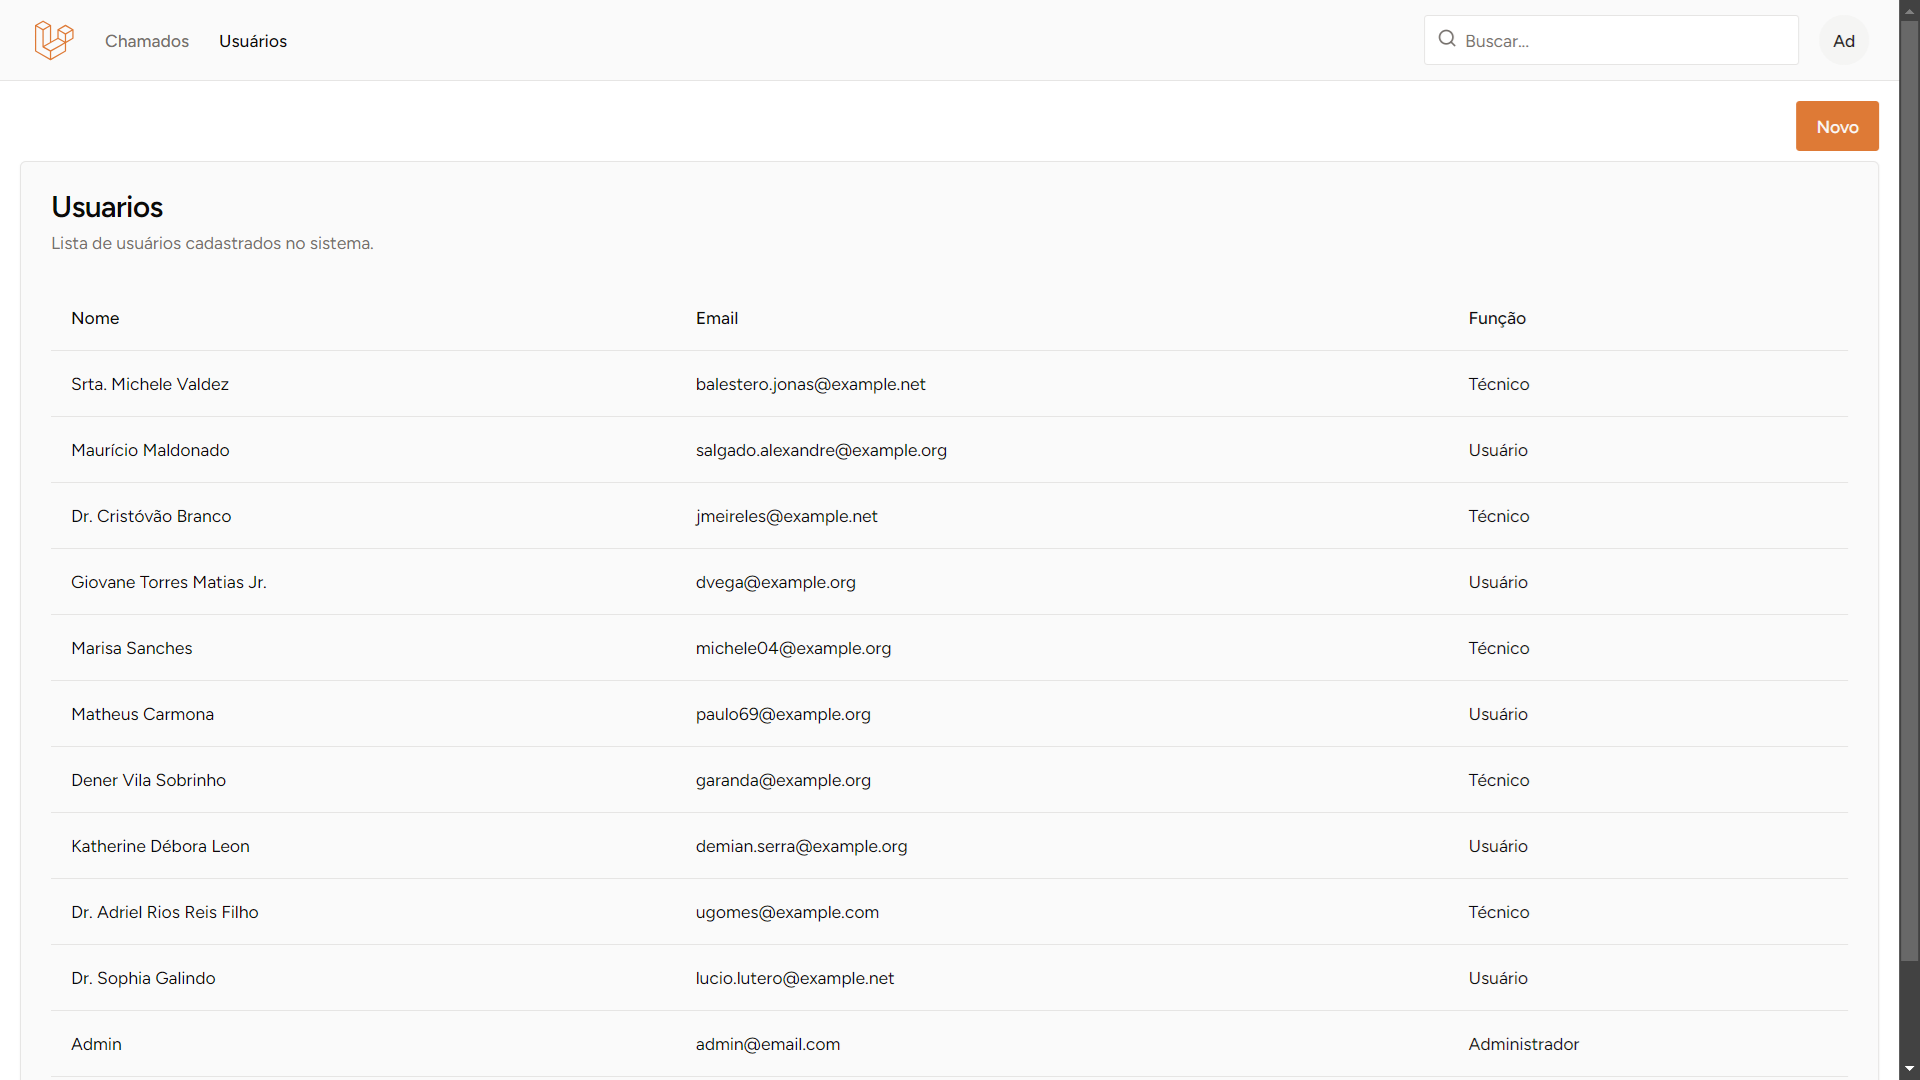 Chamados Usuários Buscar... Ad
Novo
Usuarios
Lista de usuários cadastrados no sistema.
Nome Email Função
Srta. Michele Valdez balestero.jonas@example.net Técnico
Maurício Maldonado salgado.alexandre@example.org Usuário
Dr. Cristóvão Branco jmeireles@example.net Técnico
Giovane Torres Matias Jr. dvega@example.org Usuário
Marisa Sanches michele04@example.org Técnico
Matheus Carmona paulo69@example.org Usuário
Dener Vila Sobrinho garanda@example.org Técnico
Katherine Débora Leon demian.serra@example.org Usuário
Dr. Adriel Rios Reis Filho ugomes@example.com Técnico
Dr. Sophia Galindo lucio.lutero@example.net Usuário
Admin admin@email.com Administrador